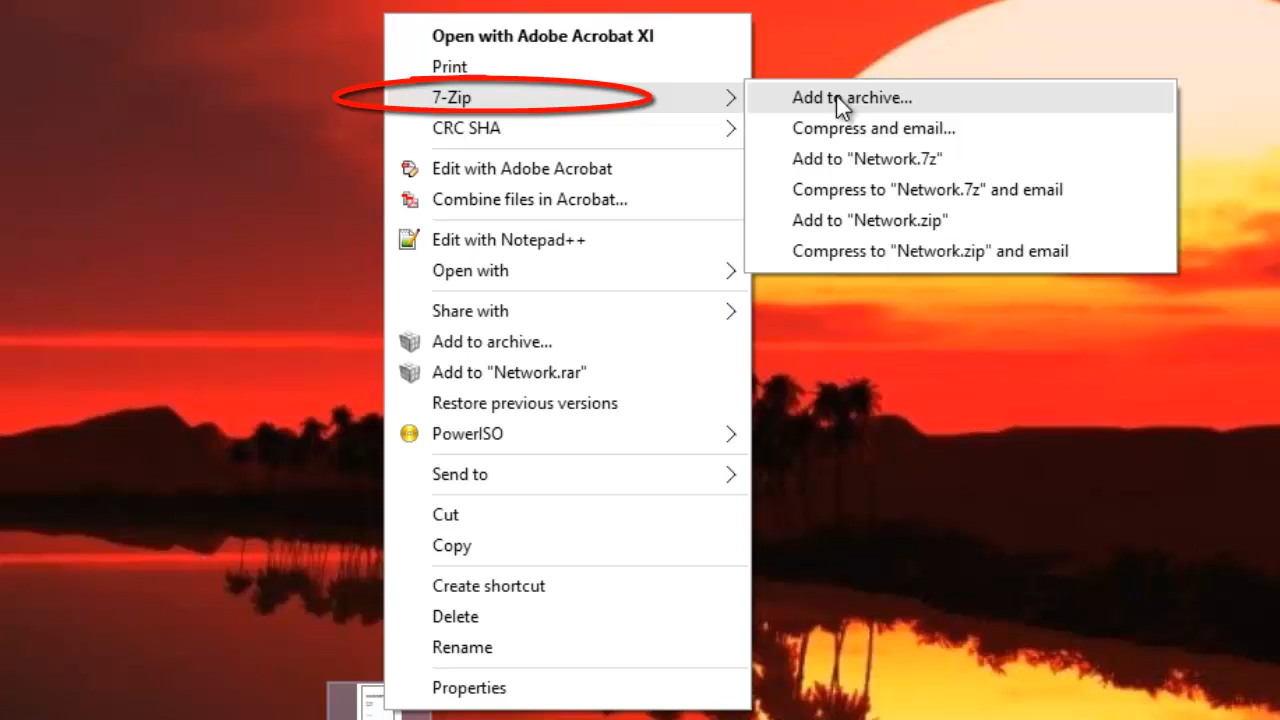 Open with Adobe Acrobat XI
Print
7-Zip
CRC SHA
Edit with Adobe Acrobat
Combine files in Acrobat...
Edit with Notepad++
Open with
Share with
Add to archive...
Add to "Network.rar"
Restore previous versions
PowerISO
Send to
Cut
Copy
Create shortcut
Delete
Rename
Properties
Add to archive...
Compress and email...
Add to "Network.7z"
Compress to "Network.7z" and email
Add to "Network.zip"
Compress to "Network.zip" and email